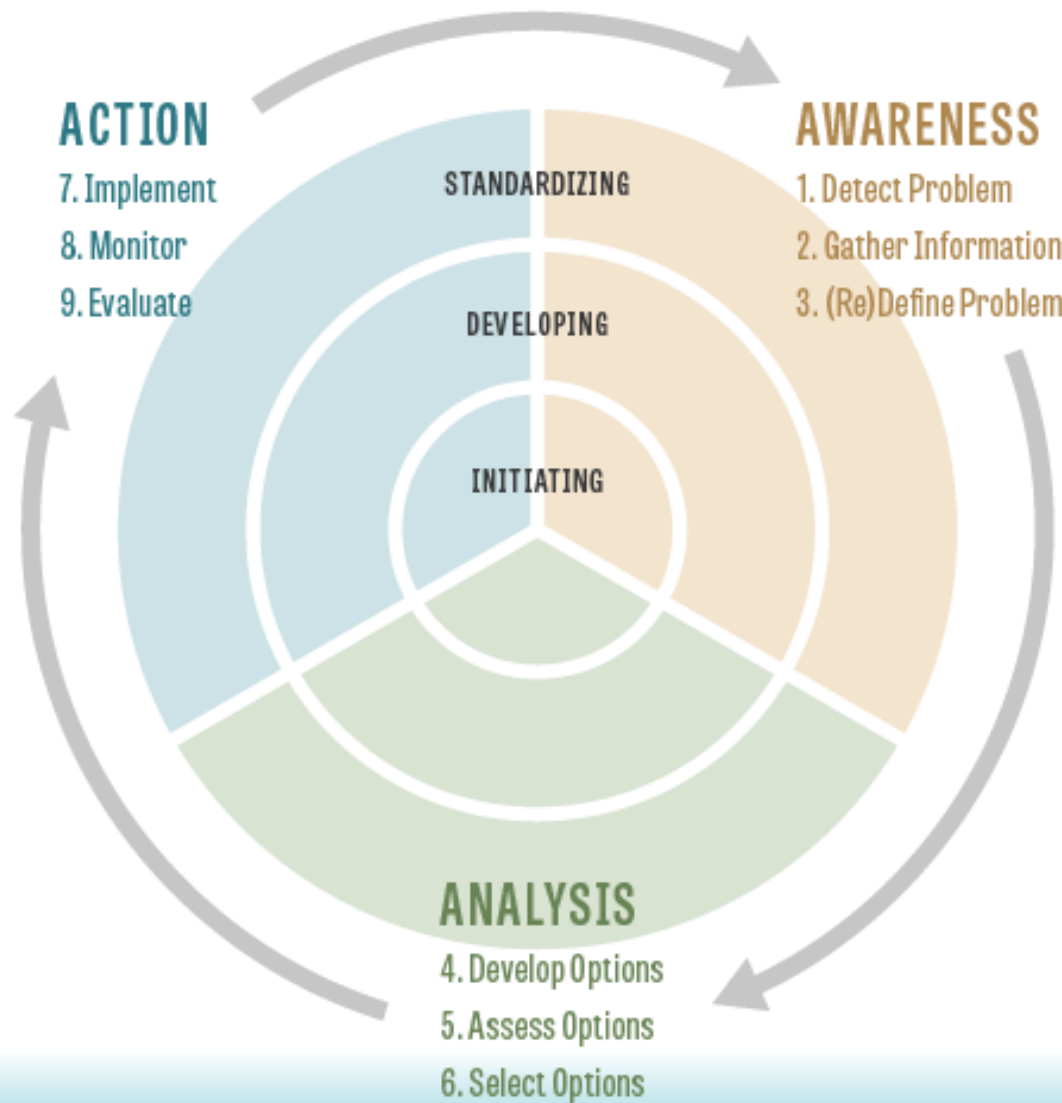 ACTION
7. Implement
8. Monitor
9. Evaluate
AWARENESS
1. Detect Problem
2. Gather Information
3. (Re)Define Problem
STANDARDIZING
DEVELOPING
INITIATING
ANALYSIS
4. Develop Options
5. Assess Options
6. Select Options